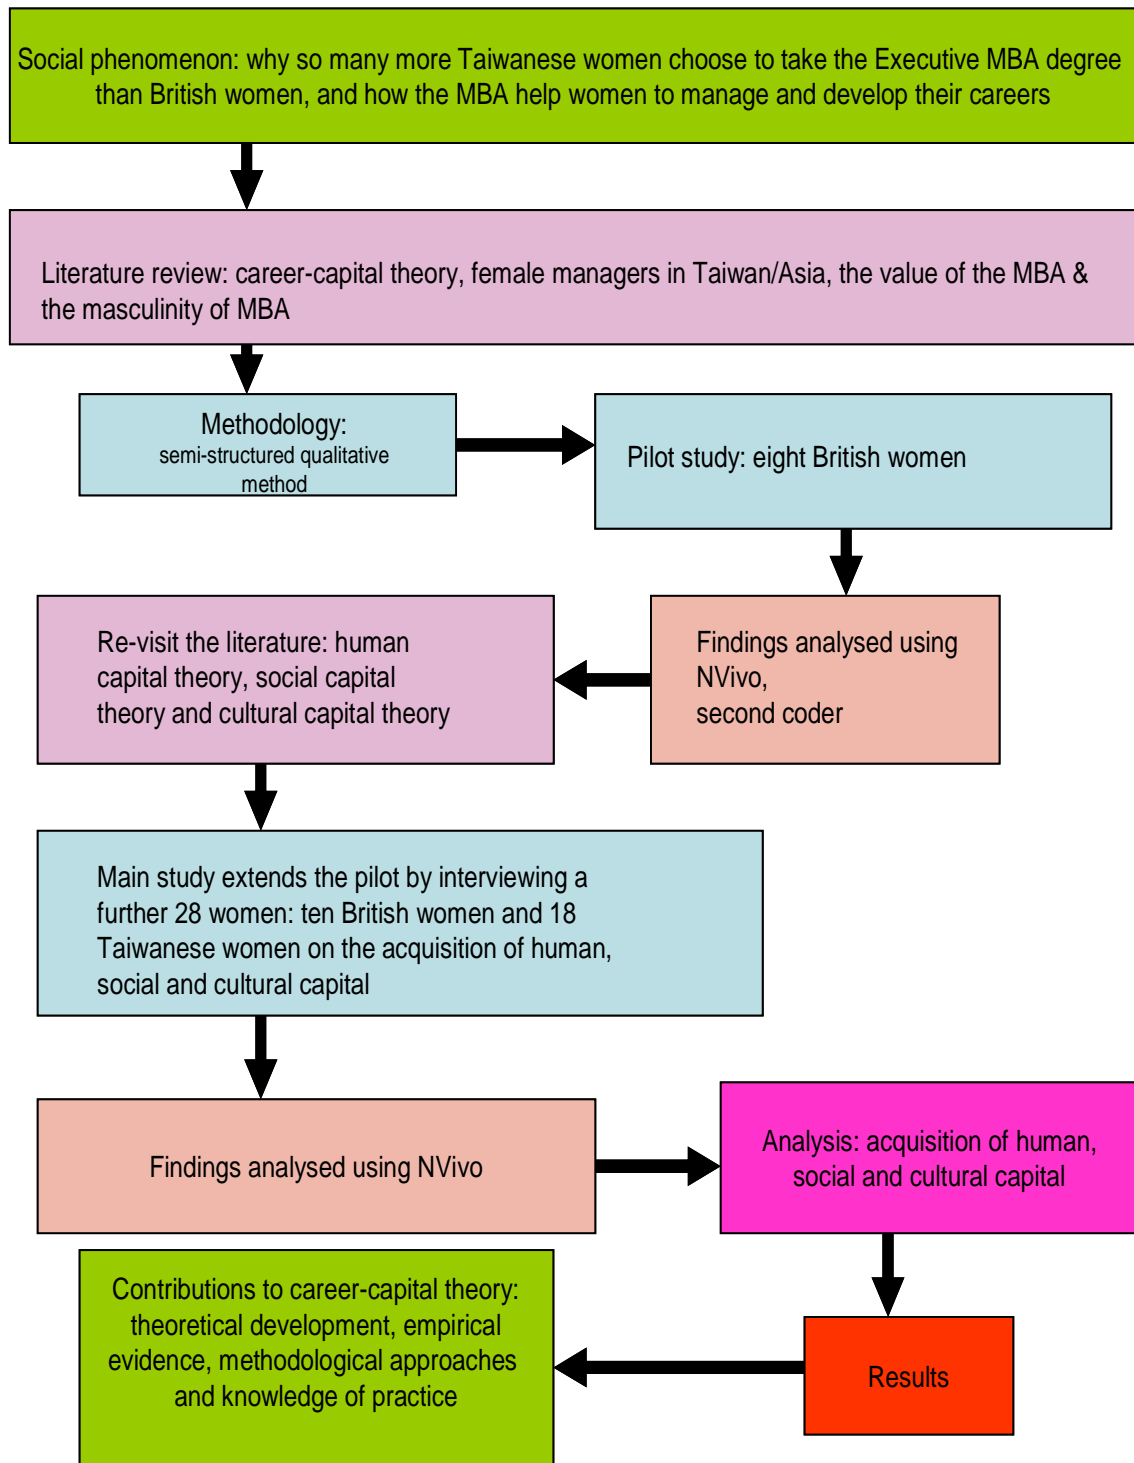 Social phenomenon: why so many more Taiwanese women choose to take the Executive MBA degree
than British women, and how the MBA help women to manage and develop their careers
Literature review: career-capital theory, female managers in Taiwan/Asia, the value of the MBA &
the masculinity of MBA
Methodology:
semi-structured qualitative
method
Pilot study: eight British women
Findings analysed using
NVivo,
second coder
Re-visit the literature: human
capital theory, social capital
theory and cultural capital theory
Main study extends the pilot by interviewing a
further 28 women: ten British women and 18
Taiwanese women on the acquisition of human,
social and cultural capital
Findings analysed using NVivo
Analysis: acquisition of human,
social and cultural capital
Results
Contributions to career-capital theory:
theoretical development, empirical
evidence, methodological approaches
and knowledge of practice